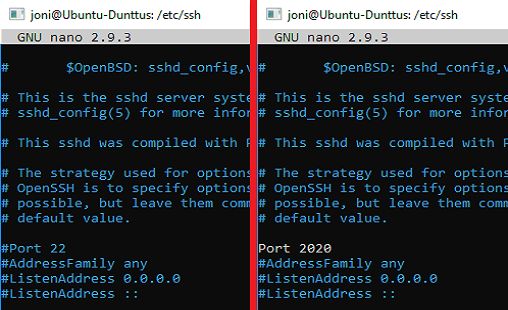 joni@Ubuntu-Dunttus: /etc/ssh
GNU nano 2.9.3
#       $OpenBSD: sshd_config,v
# This is the sshd server syste
# sshd_config(5) for more infor
# This sshd was compiled with P
# The strategy used for options
# OpenSSH is to specify options
# possible, but leave them comm
# default value.
#Port 22
#AddressFamily any
#ListenAddress 0.0.0.0
#ListenAddress ::
joni@Ubuntu-Dunttus: /etc/ssh
GNU nano 2.9.3
#       $OpenBSD: sshd_config,v
# This is the sshd server syste
# sshd_config(5) for more infor
# This sshd was compiled with P
# The strategy used for options
# OpenSSH is to specify options
# possible, but leave them comm
# default value.
Port 2020
#AddressFamily any
#ListenAddress 0.0.0.0
#ListenAddress ::